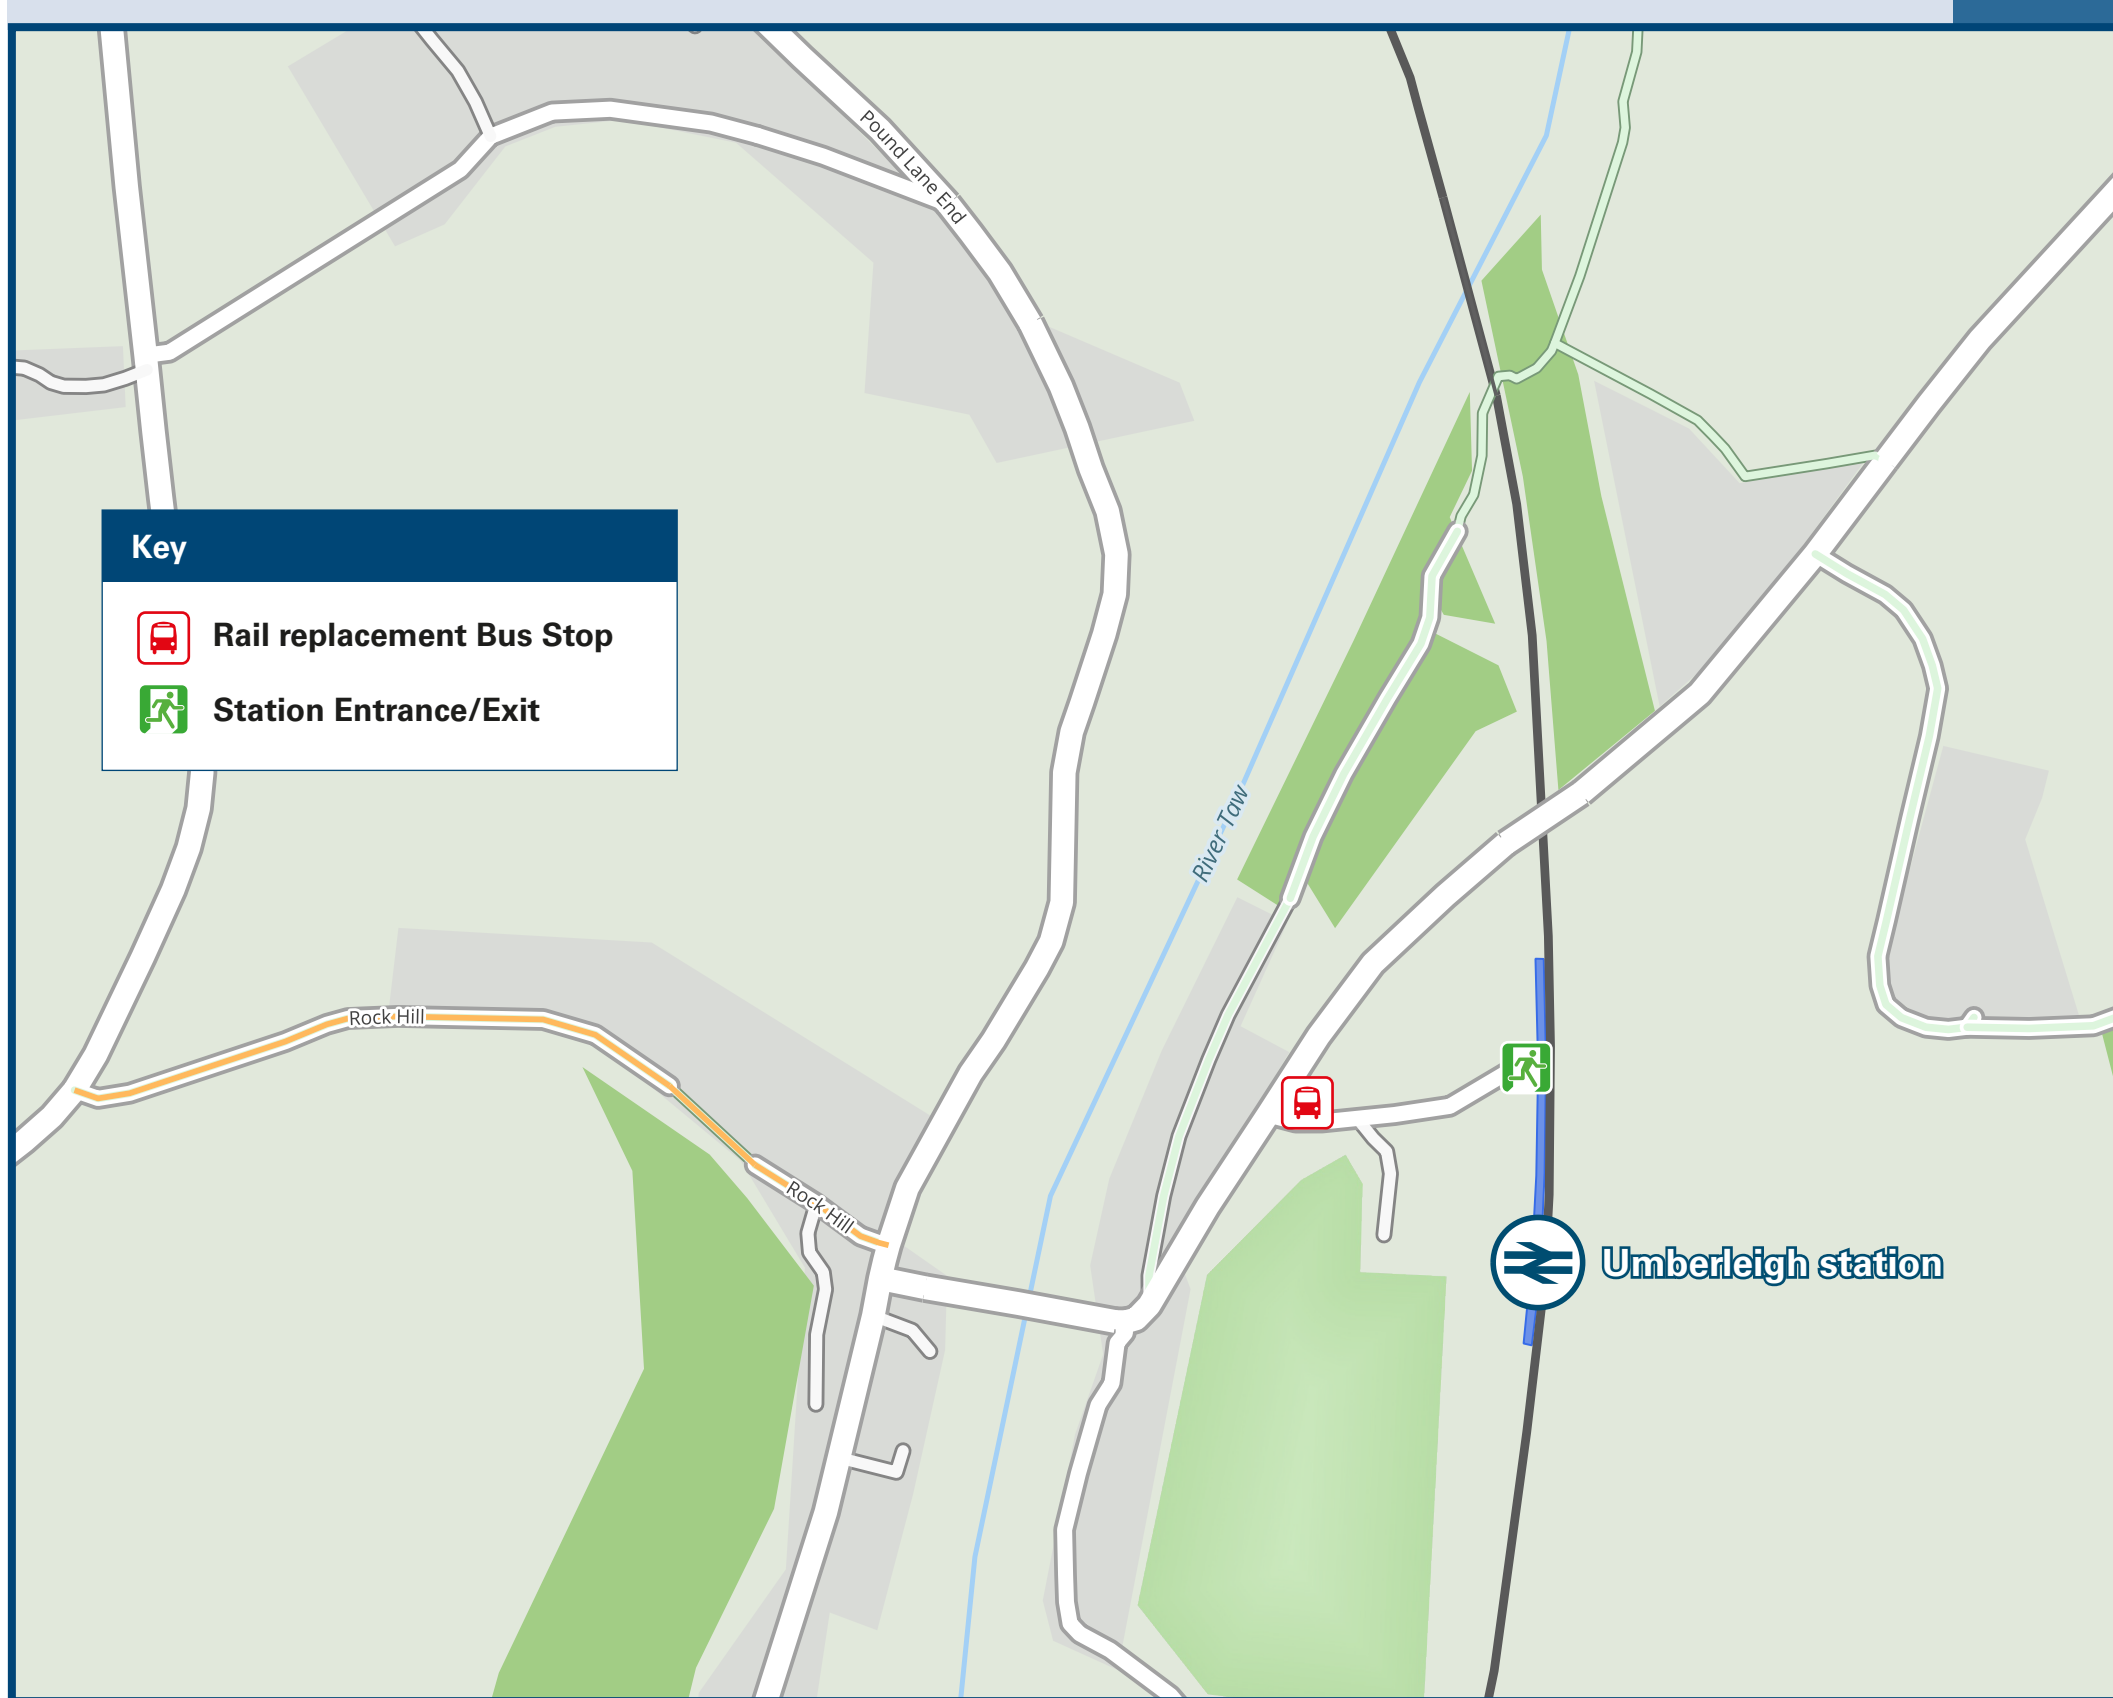 Pound Lane End
Key
Rail replacement Bus Stop
Station Entrance/Exit
River Taw
Rock Hill
Rock Hill
Umberleigh station